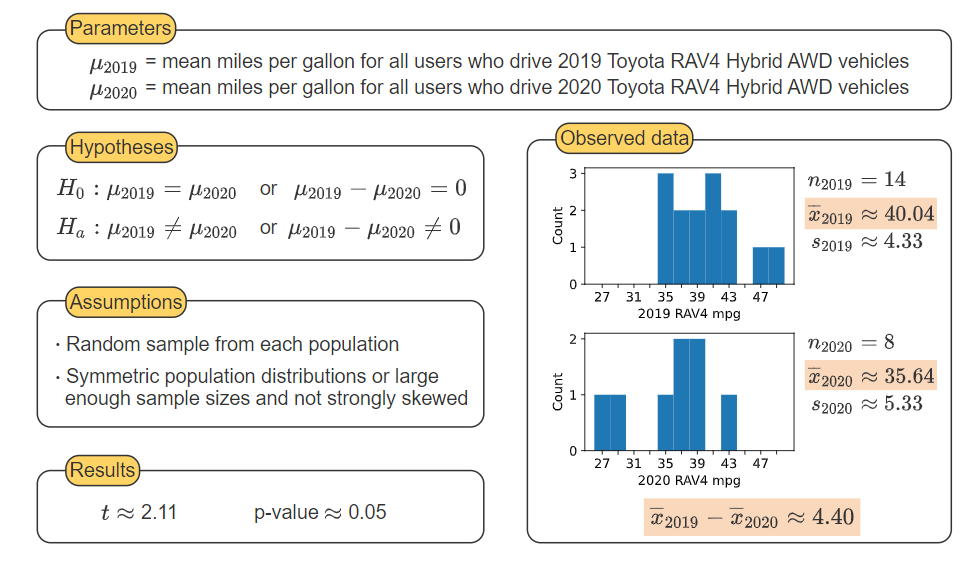 Parameters
μ2019 = mean miles per gallon for all users who drive 2019 Toyota RAV4 Hybrid AWD vehicles
μ2020 = mean miles per gallon for all users who drive 2020 Toyota RAV4 Hybrid AWD vehicles
Hypotheses
H0 : μ2019 = μ2020 or μ2019 − μ2020 = 0
Ha : μ2019 ≠ μ2020 or μ2019 − μ2020 ≠ 0
Assumptions
· Random sample from each population
· Symmetric population distributions or large
enough sample sizes and not strongly skewed
Results
t ≈ 2.11 p-value ≈ 0.05
Observed data
3
2
1
0
Count
27 31 35 39 43 47
2019 RAV4 mpg
n2019 = 14
x̅2019 ≈ 40.04
s2019 ≈ 4.33
2
1
0
Count
27 31 35 39 43 47
2020 RAV4 mpg
n2020 = 8
x̅2020 ≈ 35.64
s2020 ≈ 5.33
x̅2019 − x̅2020 ≈ 4.40